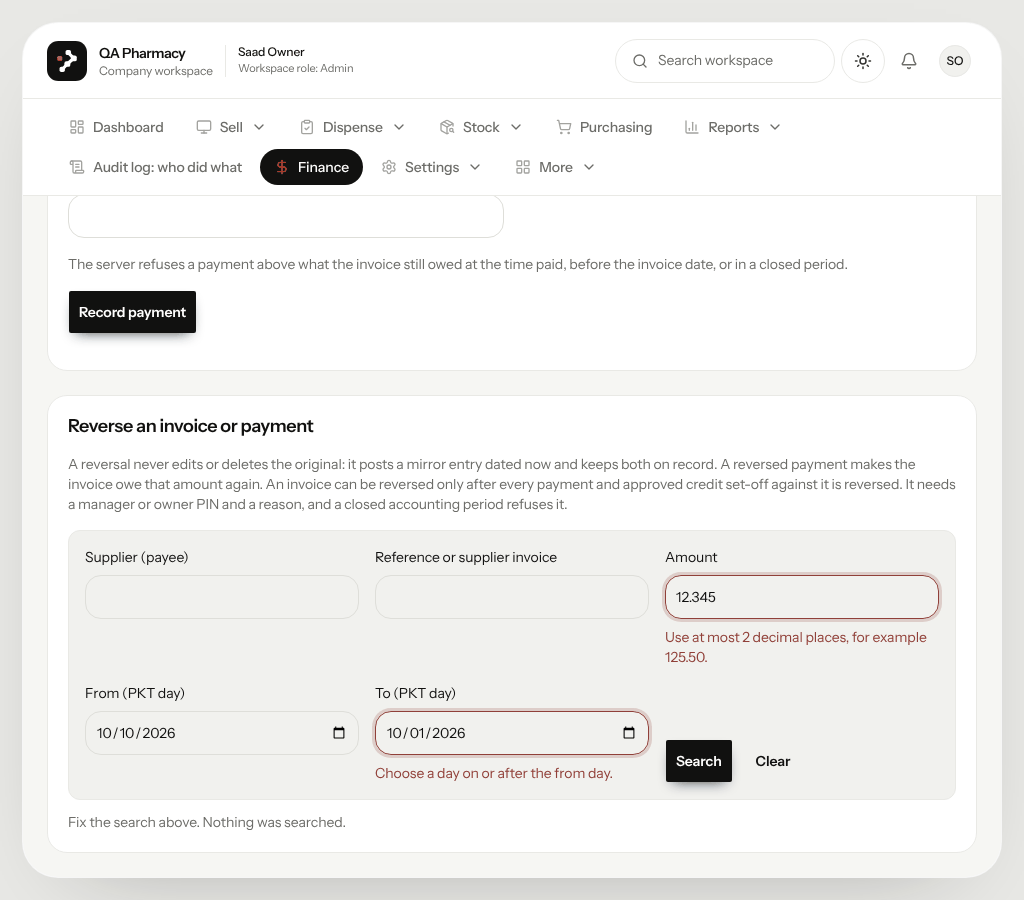 QA Pharmacy
Company workspace
Saad Owner
Workspace role: Admin
Search workspace
SO
Dashboard
Sell
Dispense
Stock
Purchasing
Reports
Audit log: who did what
Finance
Settings
More
The server refuses a payment above what the invoice still owed at the time paid, before the invoice date, or in a closed period.
Record payment
Reverse an invoice or payment
A reversal never edits or deletes the original: it posts a mirror entry dated now and keeps both on record. A reversed payment makes the
invoice owe that amount again. An invoice can be reversed only after every payment and approved credit set-off against it is reversed. It needs
a manager or owner PIN and a reason, and a closed accounting period refuses it.
Supplier (payee)
Reference or supplier invoice
Amount
12.345
Use at most 2 decimal places, for example
125.50.
From (PKT day)
To (PKT day)
10/10/2026
10/01/2026
Choose a day on or after the from day.
Search
Clear
Fix the search above. Nothing was searched.